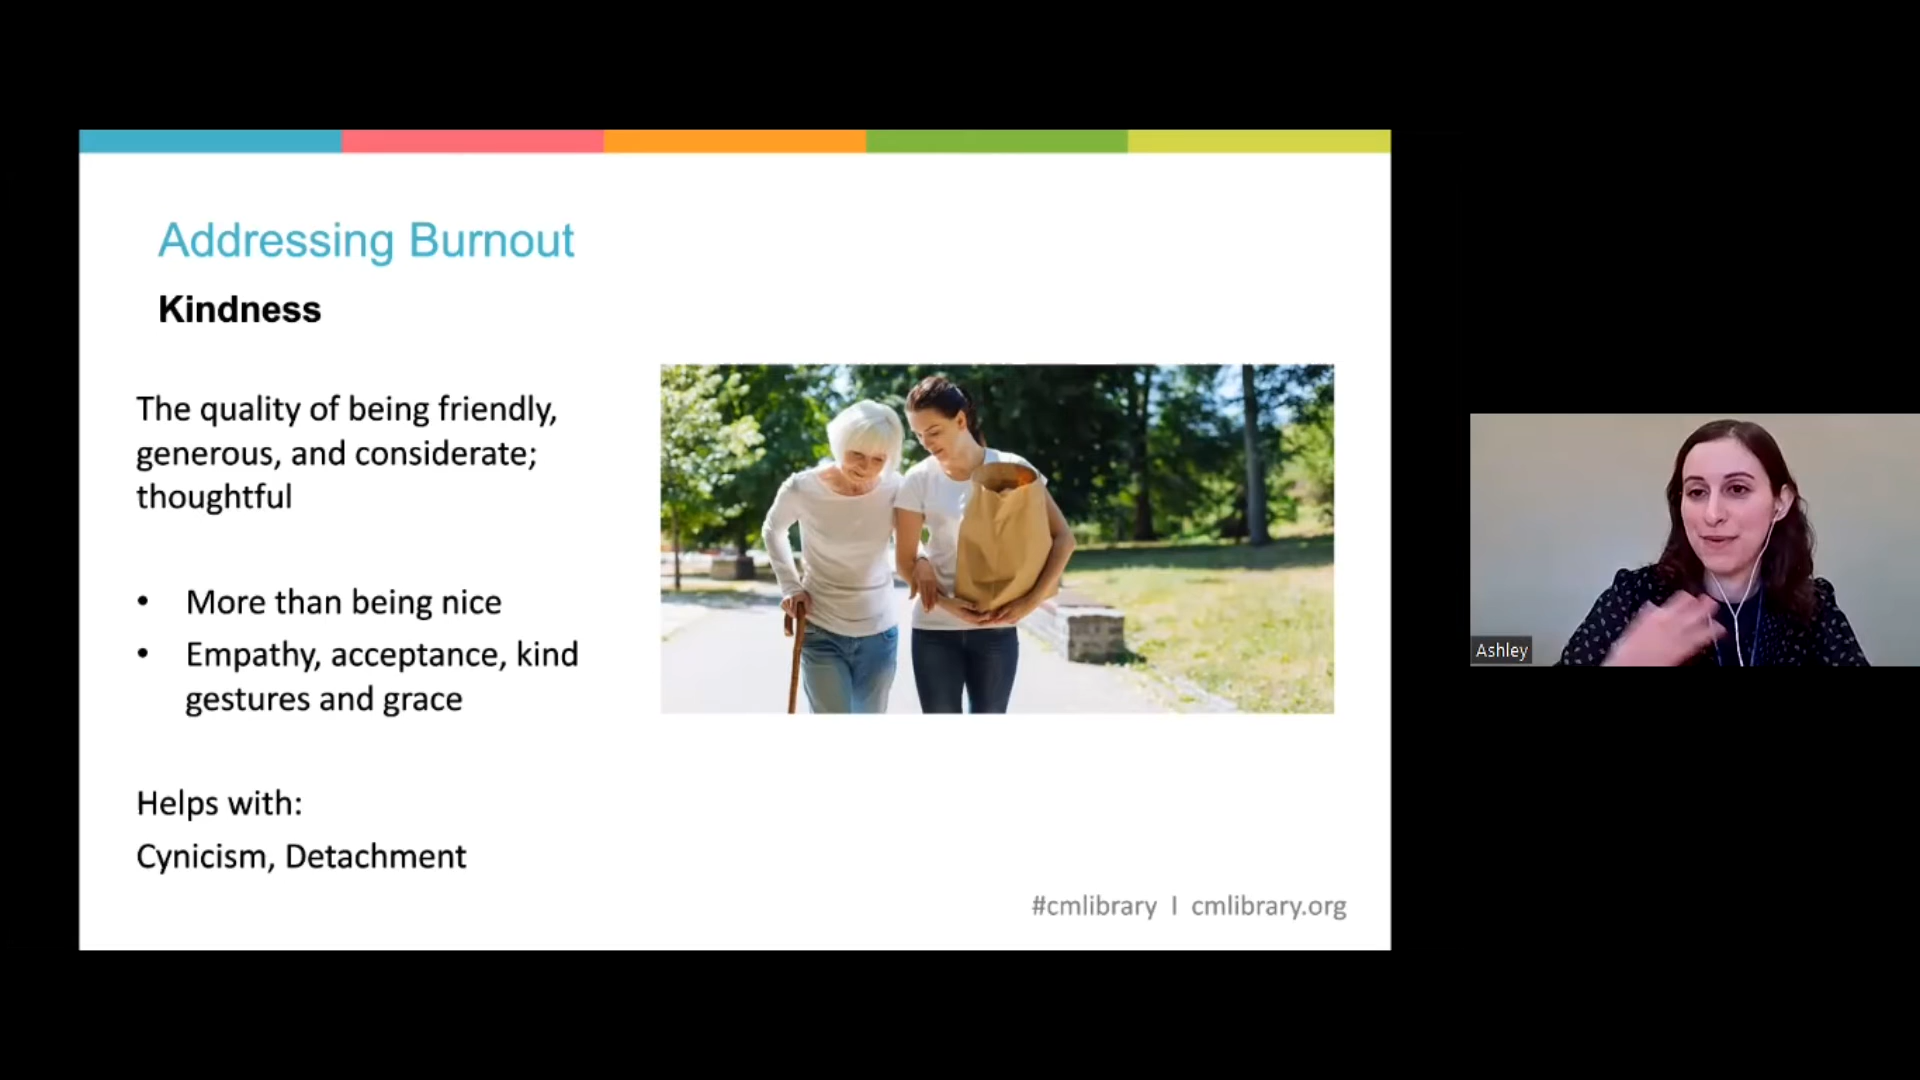 Addressing Burnout
Kindness
The quality of being friendly,
generous, and considerate;
thoughtful
• More than being nice
• Empathy, acceptance, kind
gestures and grace
Helps with:
Cynicism, Detachment
#cmlibrary I cmlibrary.org
Ashley